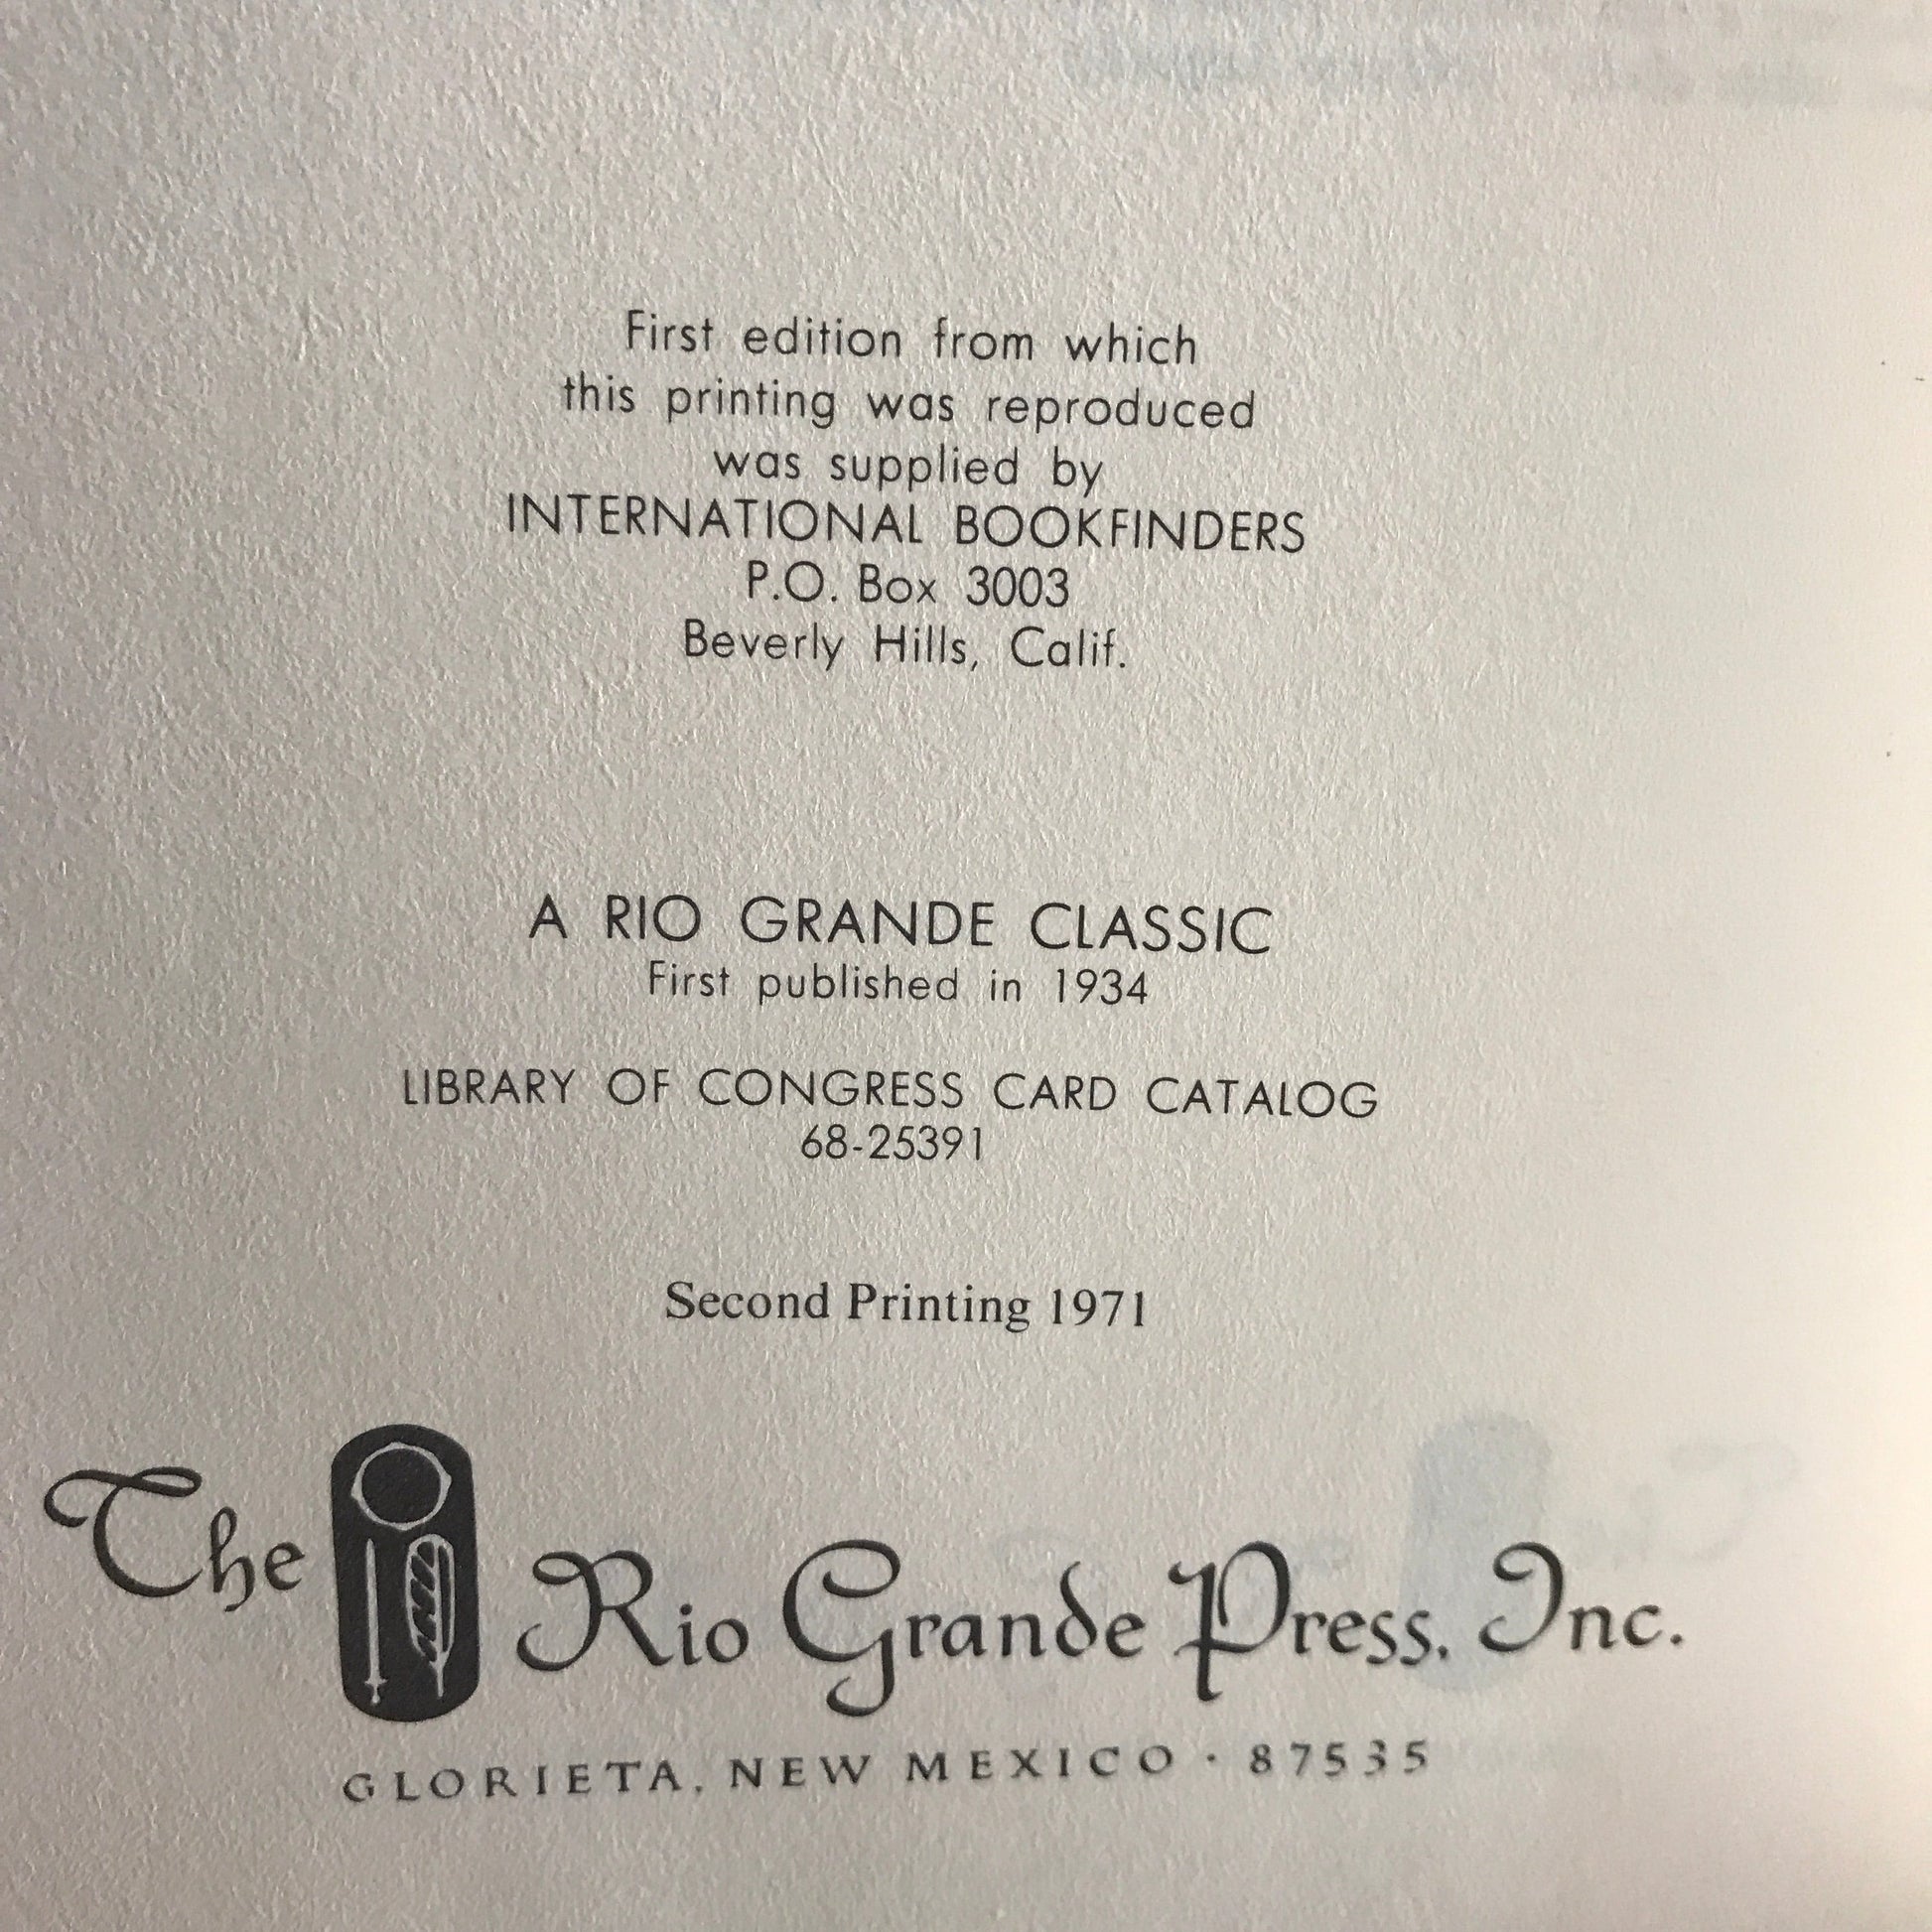 First edition from which
this printing was reproduced
was supplied by
INTERNATIONAL BOOKFINDERS
P.O. Box 3003
Beverly Hills, Calif.
A RIO GRANDE CLASSIC
First published in 1934
LIBRARY OF CONGRESS CARD CATALOG
68-25391
Second Printing 1971
The Rio Grande Press, Inc.
GLORIETA, NEW MEXICO · 87535